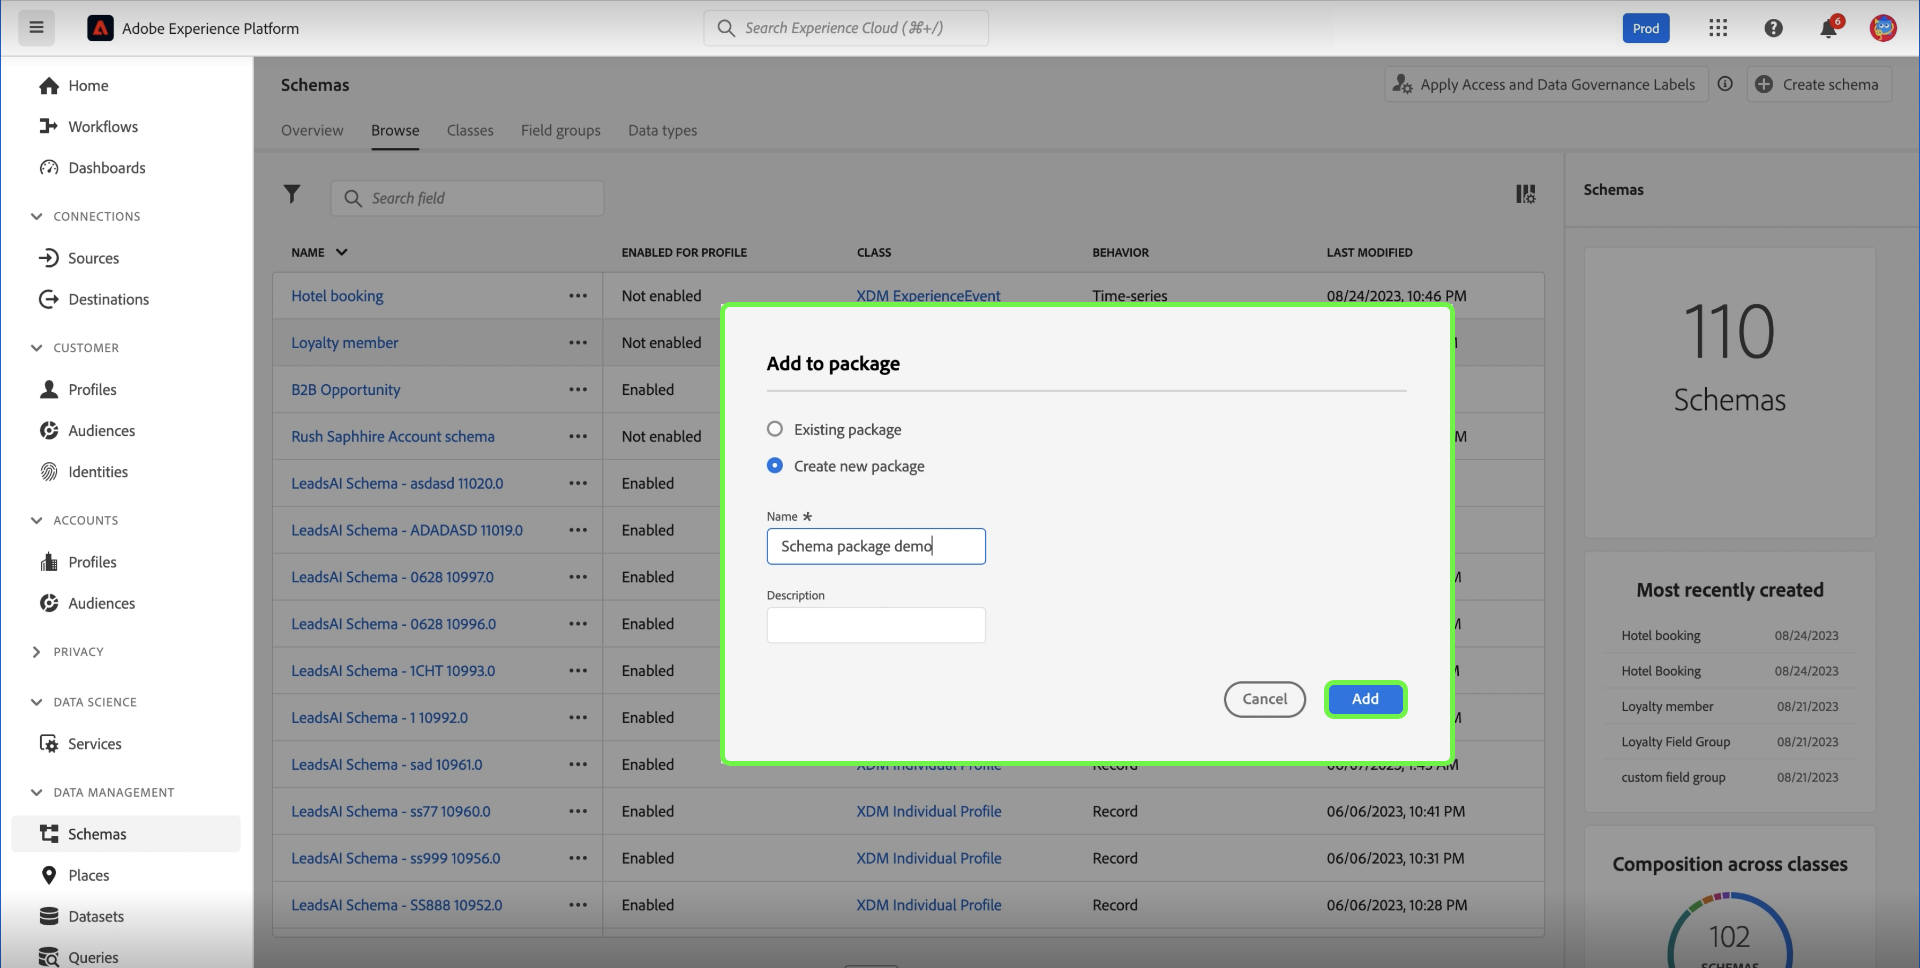 Adobe Experience Platform
Search Experience Cloud (⌘+/)
Prod
6
Home
Workflows
Dashboards
CONNECTIONS
Sources
Destinations
CUSTOMER
Profiles
Audiences
Identities
ACCOUNTS
Profiles
Audiences
PRIVACY
DATA SCIENCE
Services
DATA MANAGEMENT
Schemas
Places
Datasets
Queries
Schemas
Apply Access and Data Governance Labels
Create schema
Overview Browse Classes Field groups Data types
Search field
NAME ENABLED FOR PROFILE CLASS BEHAVIOR LAST MODIFIED
Hotel booking ••• Not enabled XDM ExperienceEvent Time-series 08/24/2023, 10:46 PM
Loyalty member ••• Not enabled
B2B Opportunity ••• Enabled
Rush Saphhire Account schema ••• Not enabled
LeadsAI Schema - asdasd 11020.0 ••• Enabled
LeadsAI Schema - ADADASD 11019.0 ••• Enabled
LeadsAI Schema - 0628 10997.0 ••• Enabled
LeadsAI Schema - 0628 10996.0 ••• Enabled
LeadsAI Schema - 1CHT 10993.0 ••• Enabled
LeadsAI Schema - 1 10992.0 ••• Enabled
LeadsAI Schema - sad 10961.0 ••• Enabled XDM Individual Profile Record 06/07/2023, 1:43 AM
LeadsAI Schema - ss77 10960.0 ••• Enabled XDM Individual Profile Record 06/06/2023, 10:41 PM
LeadsAI Schema - ss999 10956.0 ••• Enabled XDM Individual Profile Record 06/06/2023, 10:31 PM
LeadsAI Schema - SS888 10952.0 ••• Enabled XDM Individual Profile Record 06/06/2023, 10:28 PM
Add to package
Existing package
Create new package
Name *
Schema package demo
Description
Cancel
Add
Schemas
110
Schemas
Most recently created
Hotel booking 08/24/2023
Hotel Booking 08/24/2023
Loyalty member 08/21/2023
Loyalty Field Group 08/21/2023
custom field group 08/21/2023
Composition across classes
102
SCHEMAS